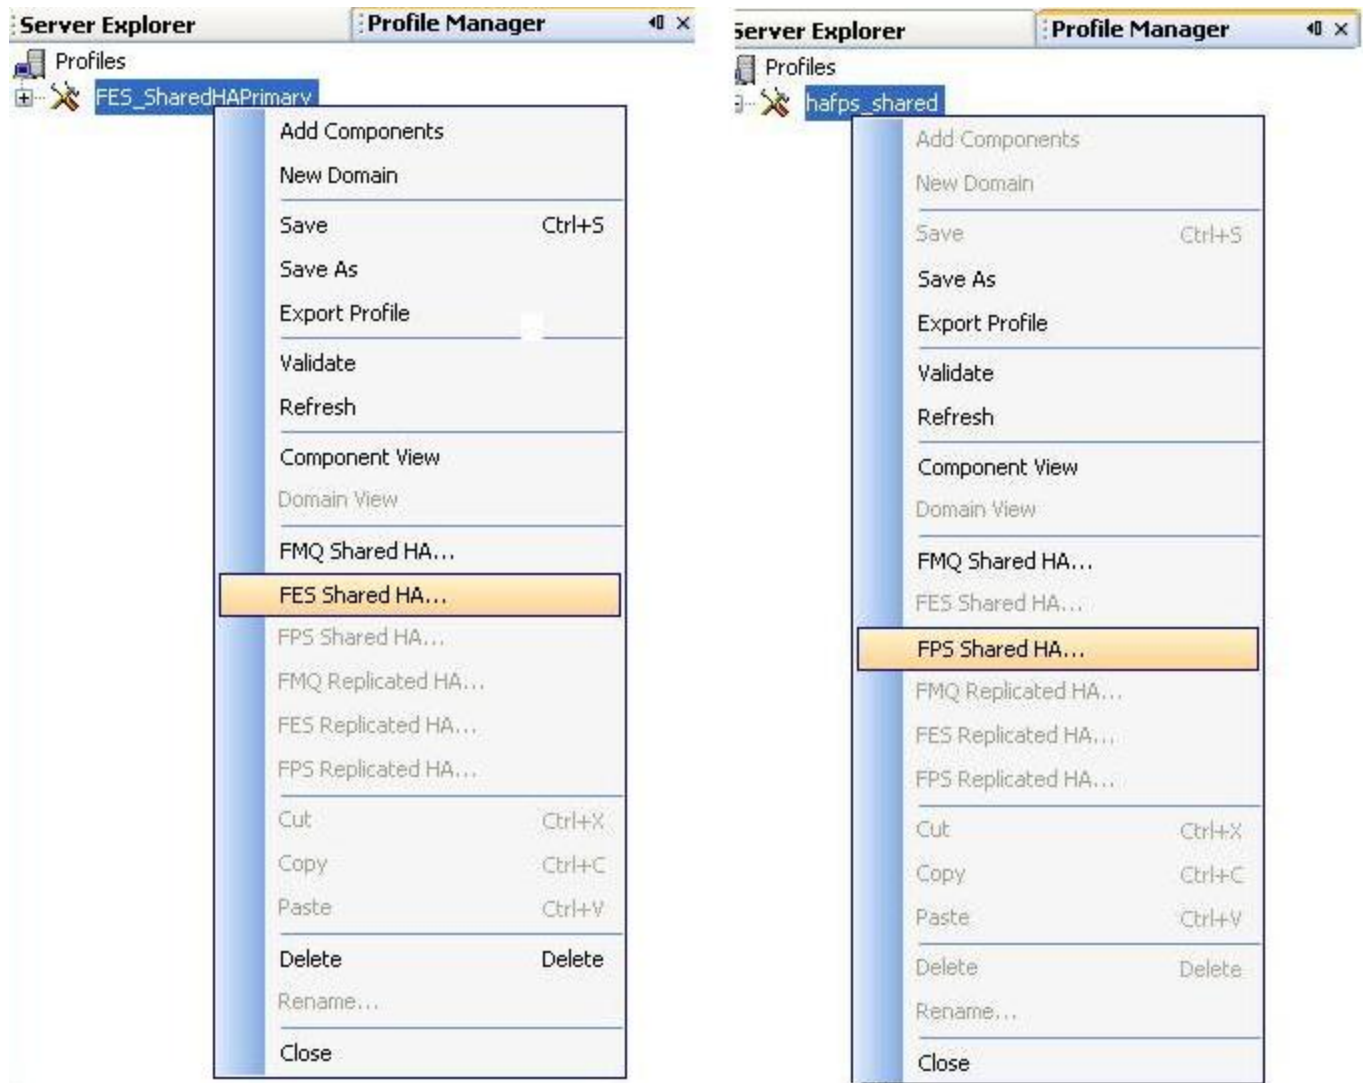 Server Explorer
Profile Manager
Profiles
FES_SharedHAPrimary
Add Components
New Domain
Save Ctrl+S
Save As
Export Profile
Validate
Refresh
Component View
Domain View
FMQ Shared HA...
FES Shared HA...
FPS Shared HA...
FMQ Replicated HA...
FES Replicated HA...
FPS Replicated HA...
Cut Ctrl+X
Copy Ctrl+C
Paste Ctrl+V
Delete Delete
Rename...
Close
Server Explorer
Profile Manager
Profiles
hafps_shared
Add Components
New Domain
Save Ctrl+S
Save As
Export Profile
Validate
Refresh
Component View
Domain View
FMQ Shared HA...
FES Shared HA...
FPS Shared HA...
FMQ Replicated HA...
FES Replicated HA...
FPS Replicated HA...
Cut Ctrl+X
Copy Ctrl+C
Paste Ctrl+V
Delete Delete
Rename...
Close